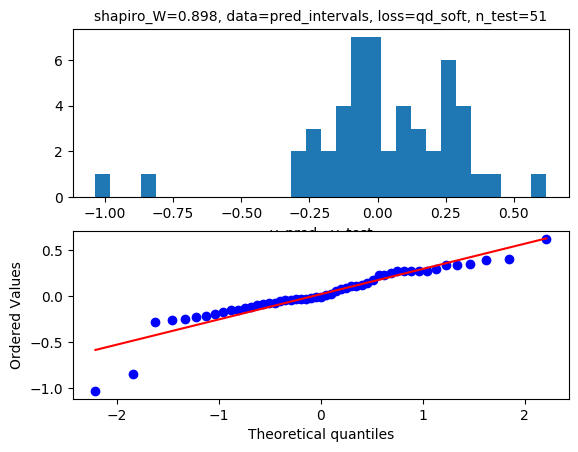 shapiro_W=0.898, data=pred_intervals, loss=qd_soft, n_test=51
6
4
2
0
-1.00 -0.75 -0.50 -0.25 0.00 0.25 0.50
Ordered Values
0.5
0.0
-0.5
-1.0
-2 -1 0 1 2
Theoretical quantiles